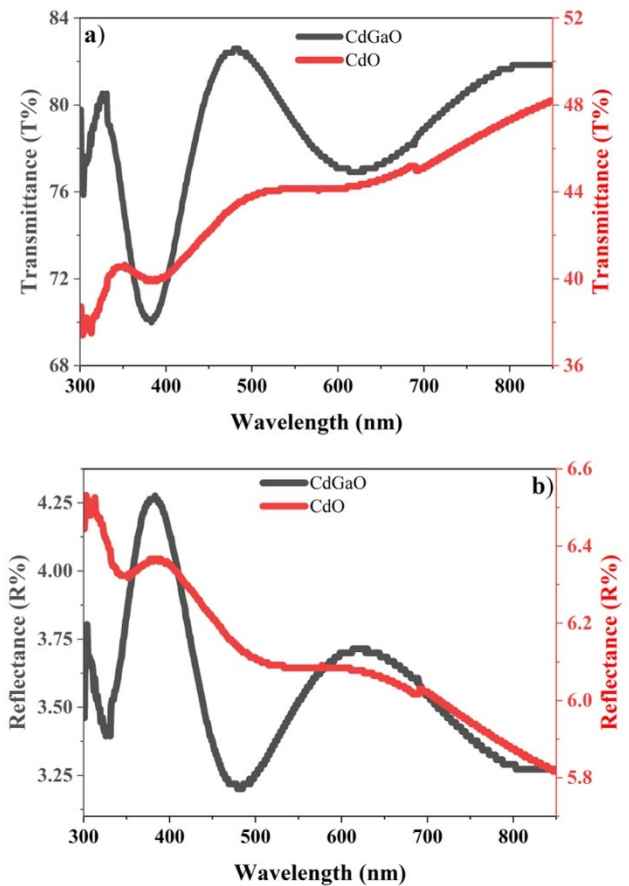 a)
CdGaO
CdO
Transmittance (T%)
84
80
76
72
68
Transmittance (T%)
52
48
44
40
36
300 400 500 600 700 800
Wavelength (nm)
b)
CdGaO
CdO
Reflectance (R%)
4.25
4.00
3.75
3.50
3.25
Reflectance (R%)
6.6
6.4
6.2
6.0
5.8
300 400 500 600 700 800
Wavelength (nm)